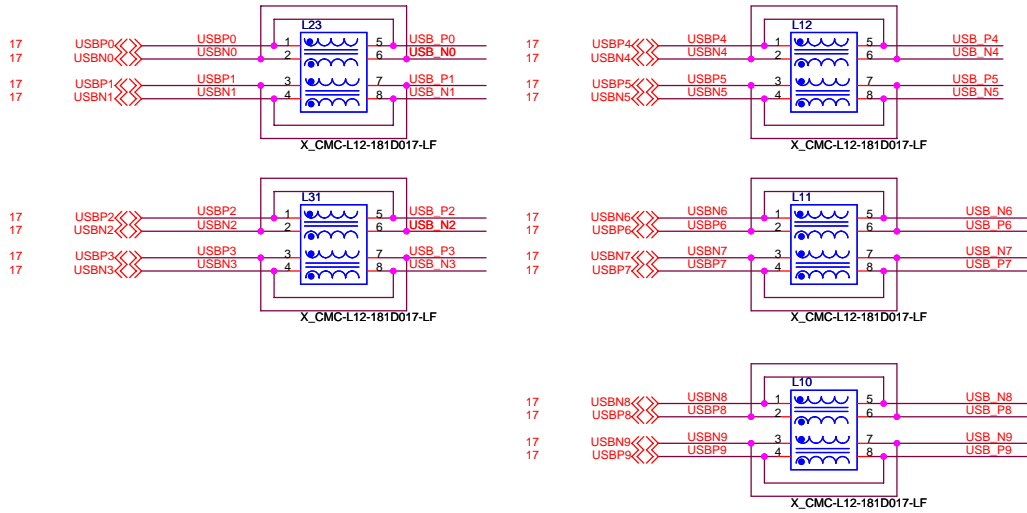 L23
17 USBP0 USBP0 1 5 USB_P0
17 USBN0 USBN0 2 6 USB_N0
17 USBP1 USBP1 3 7 USB_P1
17 USBN1 USBN1 4 8 USB_N1
X_CMC-L12-181D017-LF
L12
17 USBP4 USBP4 1 5 USB_P4
17 USBN4 USBN4 2 6 USB_N4
17 USBP5 USBP5 3 7 USB_P5
17 USBN5 USBN5 4 8 USB_N5
X_CMC-L12-181D017-LF
L31
17 USBP2 USBP2 1 5 USB_P2
17 USBN2 USBN2 2 6 USB_N2
17 USBP3 USBP3 3 7 USB_P3
17 USBN3 USBN3 4 8 USB_N3
X_CMC-L12-181D017-LF
L11
17 USBN6 USBN6 1 5 USB_N6
17 USBP6 USBP6 2 6 USB_P6
17 USBN7 USBN7 3 7 USB_N7
17 USBP7 USBP7 4 8 USB_P7
X_CMC-L12-181D017-LF
L10
17 USBN8 USBN8 1 5 USB_N8
17 USBP8 USBP8 2 6 USB_P8
17 USBN9 USBN9 3 7 USB_N9
17 USBP9 USBP9 4 8 USB_P9
X_CMC-L12-181D017-LF